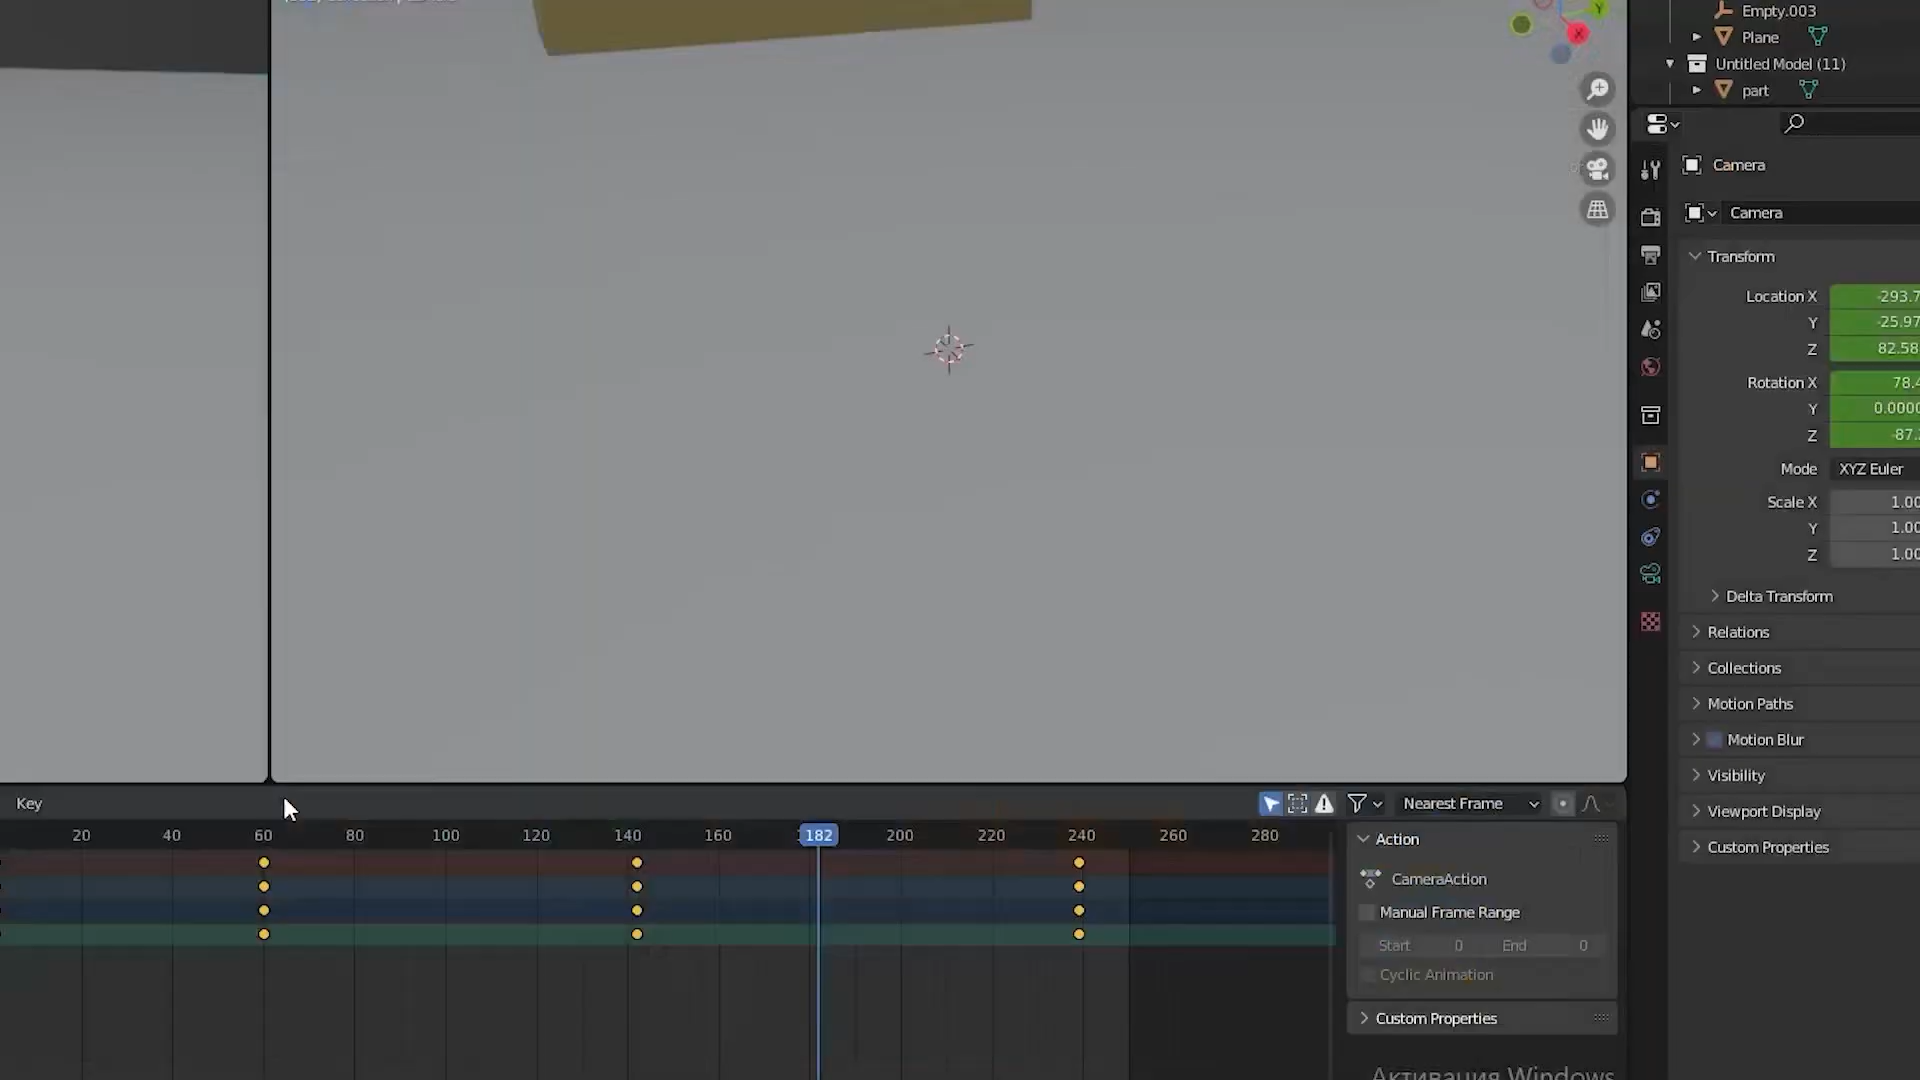 Empty.003
Plane
Untitled Model (11)
part
Camera
Camera
Transform
Location X -293.7
Y -25.97
Z 82.58
Rotation X 78.4
Y 0.0000
Z -87.
Mode XYZ Euler
Scale X 1.00
Y 1.00
Z 1.00
Delta Transform
Relations
Collections
Motion Paths
Motion Blur
Visibility
Viewport Display
Custom Properties
Key
Nearest Frame
20 40 60 80 100 120 140 160 182 200 220 240 260 280
Action
CameraAction
Manual Frame Range
Start 0 End 0
Cyclic Animation
Custom Properties
Активация Windows